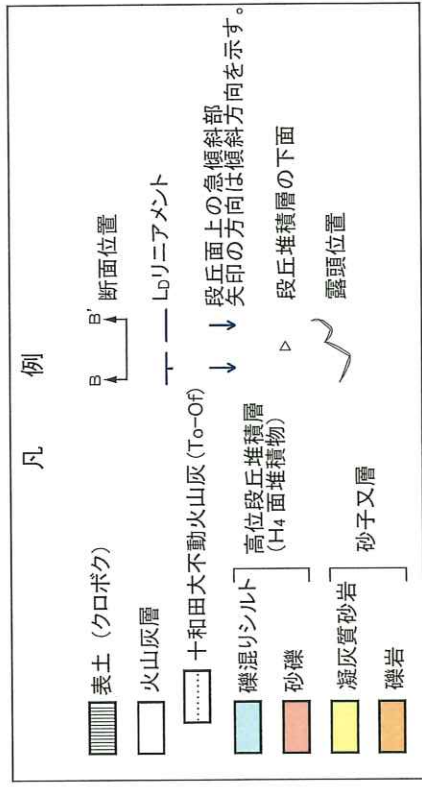 凡例
表土 (クロボク)
火山灰層
十和田大不動火山灰(To-Of)
礫混りシルト
砂礫
高位段丘堆積層
(H4 面堆積物)
凝灰質砂岩
礫岩
砂子又層
B B'
断面位置
LDリニアメント
段丘面上の急傾斜部
矢印の方向は傾斜方向を示す。
段丘堆積層の下面
露頭位置